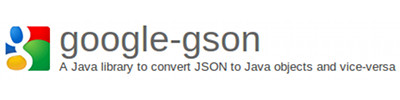 google-gson
A Java library to convert JSON to Java objects and vice-versa